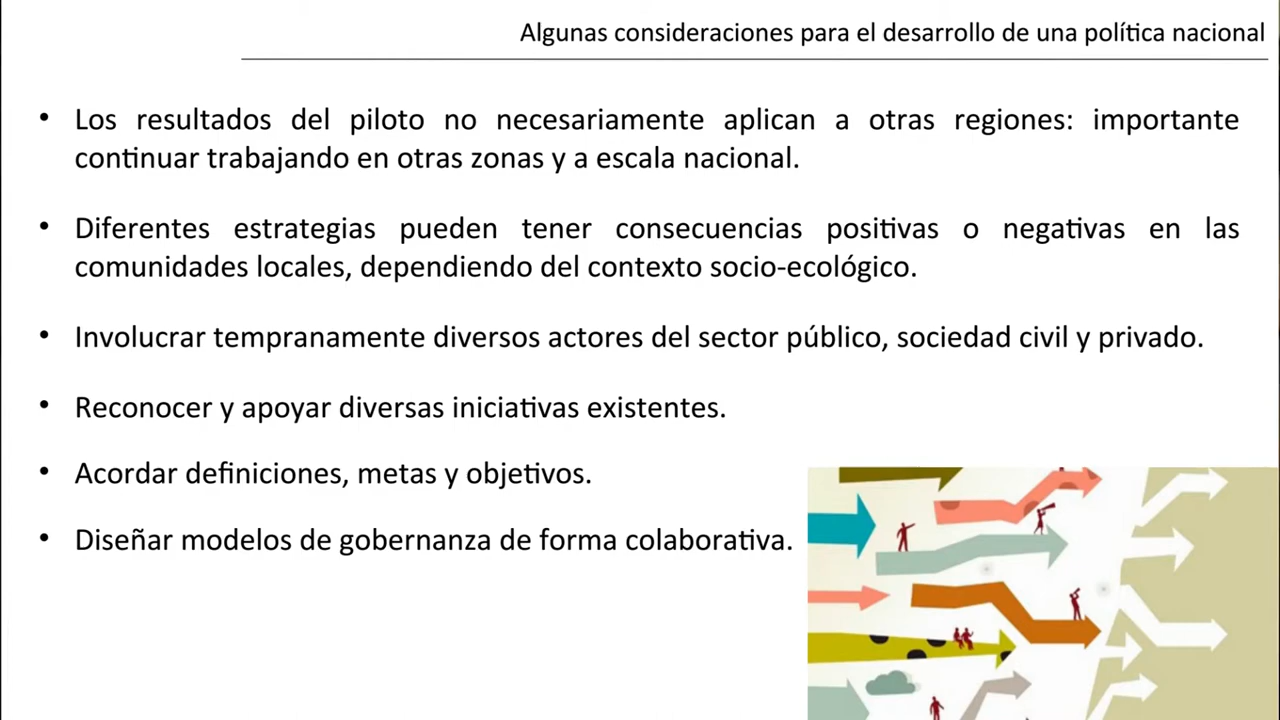 Algunas consideraciones para el desarrollo de una política nacional
• Los resultados del piloto no necesariamente aplican a otras regiones: importante
continuar trabajando en otras zonas y a escala nacional.
• Diferentes estrategias pueden tener consecuencias positivas o negativas en las
comunidades locales, dependiendo del contexto socio-ecológico.
• Involucrar tempranamente diversos actores del sector público, sociedad civil y privado.
• Reconocer y apoyar diversas iniciativas existentes.
• Acordar definiciones, metas y objetivos.
• Diseñar modelos de gobernanza de forma colaborativa.